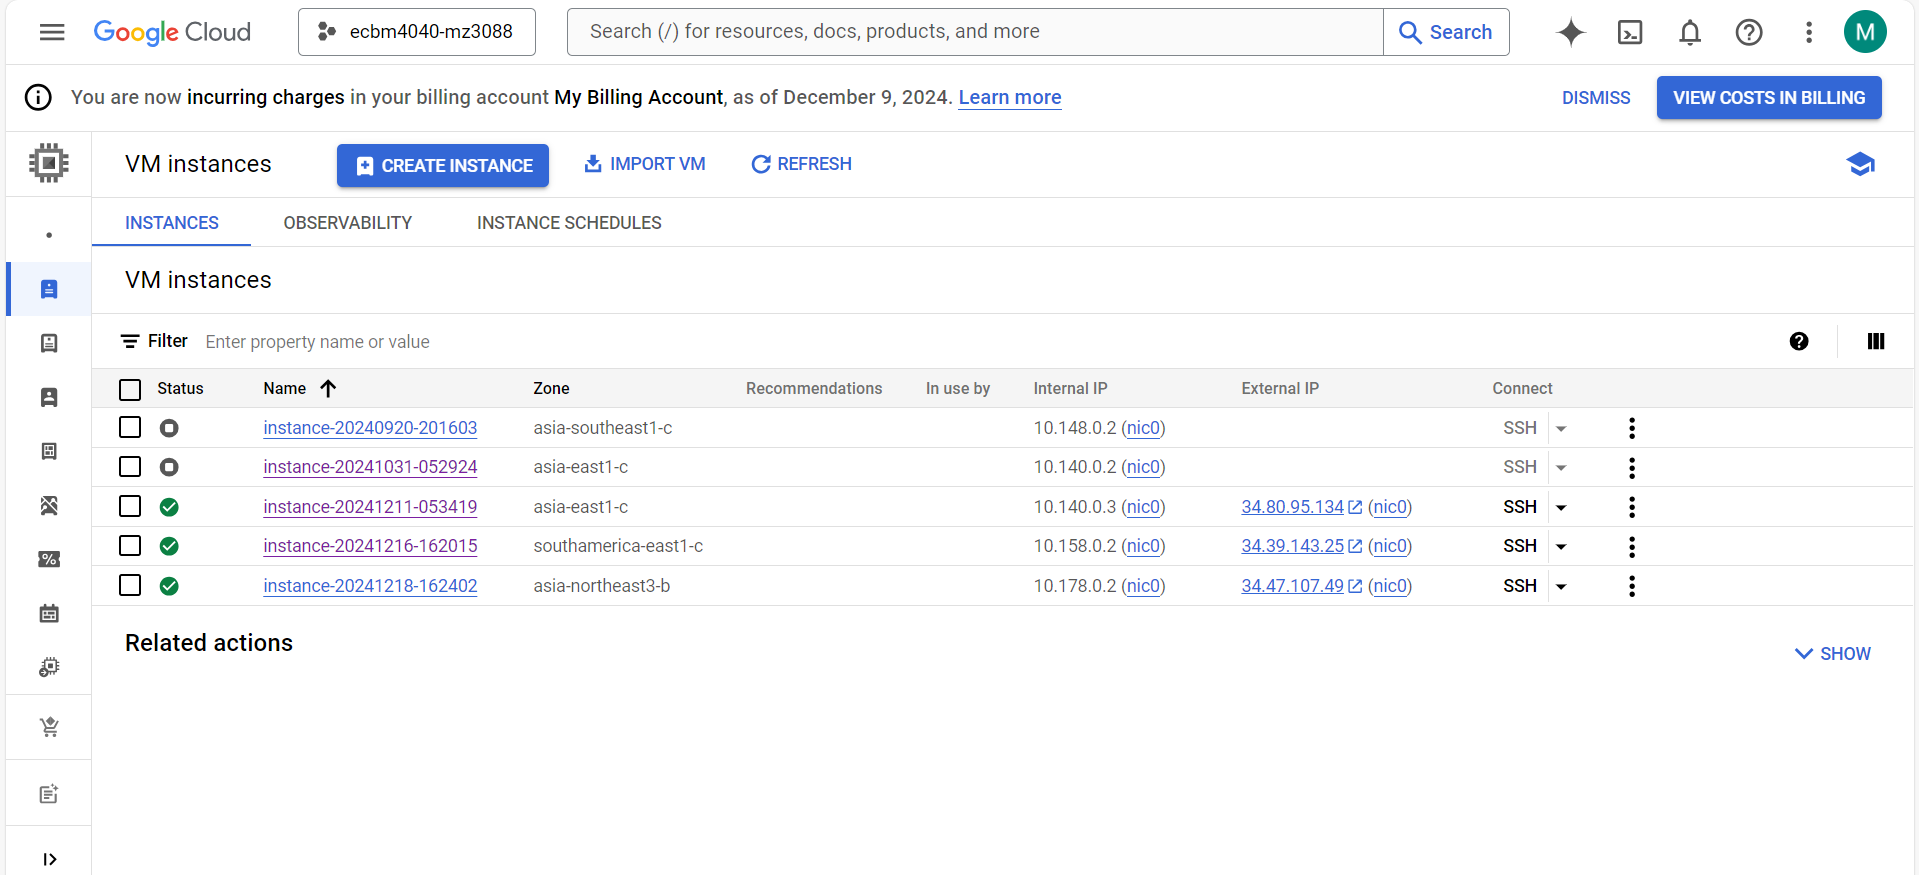 Google Cloud ecbm4040-mz3088 Search (/) for resources, docs, products, and more Search M
You are now incurring charges in your billing account My Billing Account, as of December 9, 2024. Learn more DISMISS VIEW COSTS IN BILLING
VM instances CREATE INSTANCE IMPORT VM REFRESH
INSTANCES OBSERVABILITY INSTANCE SCHEDULES
VM instances
Filter Enter property name or value
Status Name Zone Recommendations In use by Internal IP External IP Connect
instance-20240920-201603 asia-southeast1-c 10.148.0.2 (nic0) SSH
instance-20241031-052924 asia-east1-c 10.140.0.2 (nic0) SSH
instance-20241211-053419 asia-east1-c 10.140.0.3 (nic0) 34.80.95.134 (nic0) SSH
instance-20241216-162015 southamerica-east1-c 10.158.0.2 (nic0) 34.39.143.25 (nic0) SSH
instance-20241218-162402 asia-northeast3-b 10.178.0.2 (nic0) 34.47.107.49 (nic0) SSH
Related actions
SHOW